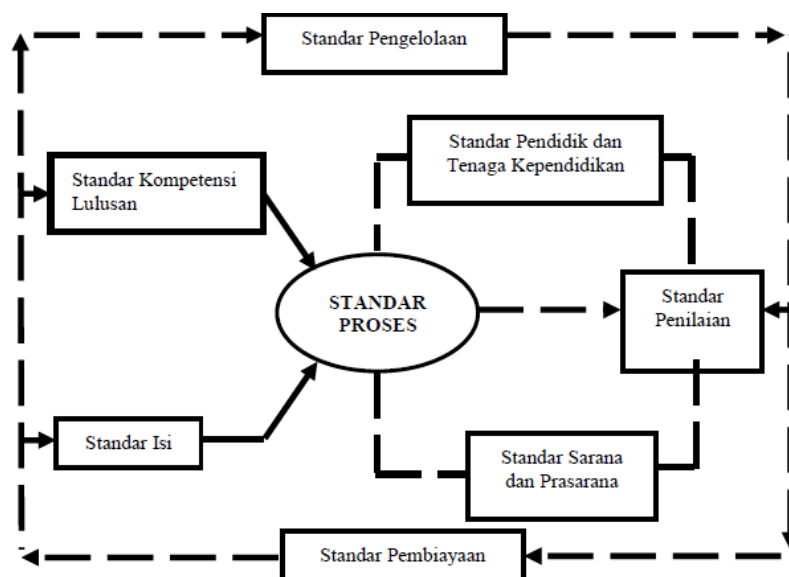 Standar Pengelolaan
Standar Pendidik dan
Tenaga Kependidikan
Standar Kompetensi
Lulusan
STANDAR
PROSES
Standar
Penilaian
Standar Isi
Standar Sarana
dan Prasarana
Standar Pembiayaan